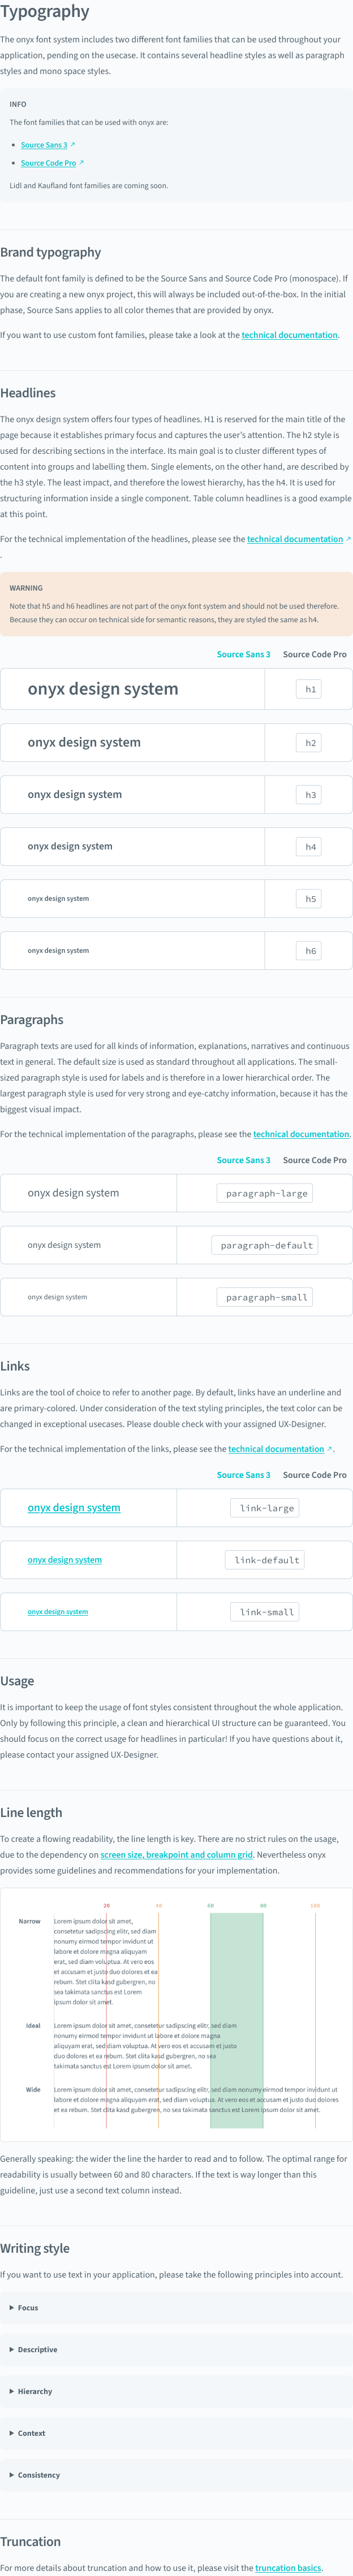 Typography
The onyx font system includes two different font families that can be used throughout your
application, pending on the usecase. It contains several headline styles as well as paragraph
styles and mono space styles.
INFO
The font families that can be used with onyx are:
• Source Sans 3 ↗
• Source Code Pro ↗
Lidl and Kaufland font families are coming soon.
Brand typography
The default font family is defined to be the Source Sans and Source Code Pro (monospace). If
you are creating a new onyx project, this will always be included out-of-the-box. In the initial
phase, Source Sans applies to all color themes that are provided by onyx.
If you want to use custom font families, please take a look at the technical documentation.
Headlines
The onyx design system offers four types of headlines. H1 is reserved for the main title of the
page because it establishes primary focus and captures the user's attention. The h2 style is
used for describing sections in the interface. Its main goal is to cluster different types of
content into groups and labelling them. Single elements, on the other hand, are described by
the h3 style. The least impact, and therefore the lowest hierarchy, has the h4. It is used for
structuring information inside a single component. Table column headlines is a good example
at this point.
For the technical implementation of the headlines, please see the technical documentation ↗
.
WARNING
Note that h5 and h6 headlines are not part of the onyx font system and should not be used therefore.
Because they can occur on technical side for semantic reasons, they are styled the same as h4.
Source Sans 3 Source Code Pro
onyx design system h1
onyx design system h2
onyx design system h3
onyx design system h4
onyx design system h5
onyx design system h6
Paragraphs
Paragraph texts are used for all kinds of information, explanations, narratives and continuous
text in general. The default size is used as standard throughout all applications. The small-
sized paragraph style is used for labels and is therefore in a lower hierarchical order. The
largest paragraph style is used for very strong and eye-catchy information, because it has the
biggest visual impact.
For the technical implementation of the paragraphs, please see the technical documentation.
Source Sans 3 Source Code Pro
onyx design system paragraph-large
onyx design system paragraph-default
onyx design system paragraph-small
Links
Links are the tool of choice to refer to another page. By default, links have an underline and
are primary-colored. Under consideration of the text styling principles, the text color can be
changed in exceptional usecases. Please double check with your assigned UX-Designer.
For the technical implementation of the links, please see the technical documentation ↗.
Source Sans 3 Source Code Pro
onyx design system link-large
onyx design system link-default
onyx design system link-small
Usage
It is important to keep the usage of font styles consistent throughout the whole application.
Only by following this principle, a clean and hierarchical UI structure can be guaranteed. You
should focus on the correct usage for headlines in particular! If you have questions about it,
please contact your assigned UX-Designer.
Line length
To create a flowing readability, the line length is key. There are no strict rules on the usage,
due to the dependency on screen size, breakpoint and column grid. Nevertheless onyx
provides some guidelines and recommendations for your implementation.
20 40 60 80 100
Narrow Lorem ipsum dolor sit amet,
consetetur sadipscing elitr, sed diam
nonumy eirmod tempor invidunt ut
labore et dolore magna aliquyam
erat, sed diam voluptua. At vero eos
et accusam et justo duo dolores et ea
rebum. Stet clita kasd gubergren, no
sea takimata sanctus est Lorem
ipsum dolor sit amet.
Ideal Lorem ipsum dolor sit amet, consetetur sadipscing elitr, sed diam
nonumy eirmod tempor invidunt ut labore et dolore magna
aliquyam erat, sed diam voluptua. At vero eos et accusam et justo
duo dolores et ea rebum. Stet clita kasd gubergren, no sea
takimata sanctus est Lorem ipsum dolor sit amet.
Wide Lorem ipsum dolor sit amet, consetetur sadipscing elitr, sed diam nonumy eirmod tempor invidunt ut
labore et dolore magna aliquyam erat, sed diam voluptua. At vero eos et accusam et justo duo dolores
et ea rebum. Stet clita kasd gubergren, no sea takimata sanctus est Lorem ipsum dolor sit amet.
Generally speaking: the wider the line the harder to read and to follow. The optimal range for
readability is usually between 60 and 80 characters. If the text is way longer than this
guideline, just use a second text column instead.
Writing style
If you want to use text in your application, please take the following principles into account.
▶ Focus
▶ Descriptive
▶ Hierarchy
▶ Context
▶ Consistency
Truncation
For more details about truncation and how to use it, please visit the truncation basics.